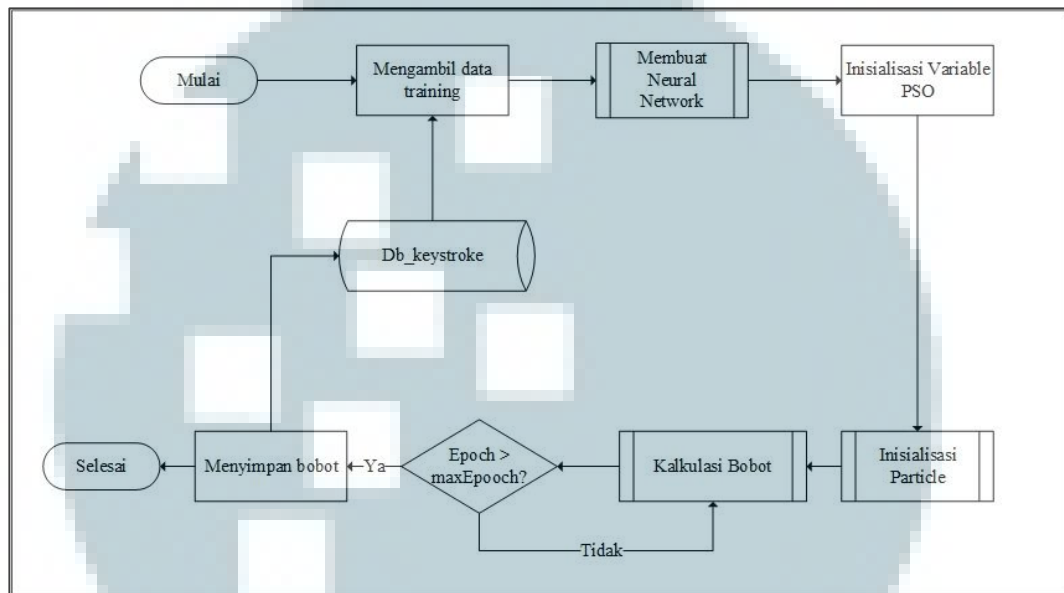 Mulai
Mengambil data
training
Membuat
Neural
Network
Inisialisasi Variable
PSO
Db_keystroke
Selesai
Menyimpan bobot
Ya
Epoch >
maxEpooch?
Kalkulasi Bobot
Inisialisasi
Particle
Tidak